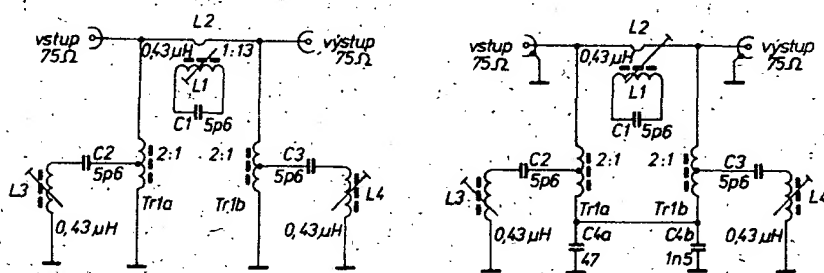 L2
vstup
75Ω
0,43µH
1:13
výstup
75Ω
L1
C1
5p6
C2
5p6
2:1
2:1
C3
5p6
L3
L4
Tr1a
Tr1b
0,43µH
0,43µH
L2
vstup
75Ω
0,43µH
výstup
75Ω
L1
C1
5p6
C2
5p6
2:1
2:1
C3
5p6
L3
L4
Tr1a
Tr1b
0,43µH
C4a
47
C4b
1n5
0,43µH